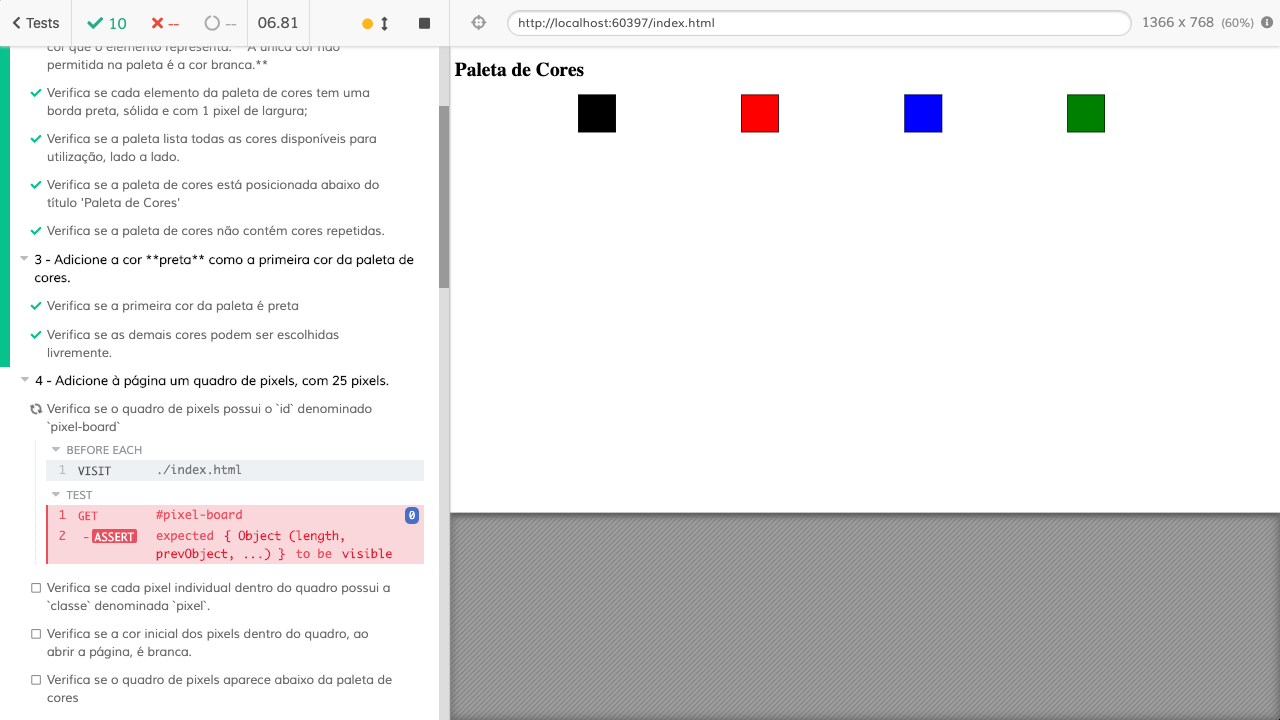 Tests
10
--
--
06.81
http://localhost:60397/index.html
1366 x 768 (60%)
cor que o elemento representa. **A única cor não
permitida na paleta é a cor branca.**
Verifica se cada elemento da paleta de cores tem uma
borda preta, sólida e com 1 pixel de largura;
Verifica se a paleta lista todas as cores disponíveis para
utilização, lado a lado.
Verifica se a paleta de cores está posicionada abaixo do
título 'Paleta de Cores'
Verifica se a paleta de cores não contém cores repetidas.
3 - Adicione a cor **preta** como a primeira cor da paleta de
cores.
Verifica se a primeira cor da paleta é preta
Verifica se as demais cores podem ser escolhidas
livremente.
4 - Adicione à página um quadro de pixels, com 25 pixels.
Verifica se o quadro de pixels possui o `id` denominado
`pixel-board`
BEFORE EACH
1 VISIT ./index.html
TEST
1 GET #pixel-board 0
2 - ASSERT expected { Object (length,
prevObject, ...) } to be visible
Verifica se cada pixel individual dentro do quadro possui a
`classe` denominada `pixel`.
Verifica se a cor inicial dos pixels dentro do quadro, ao
abrir a página, é branca.
Verifica se o quadro de pixels aparece abaixo da paleta de
cores
Paleta de Cores